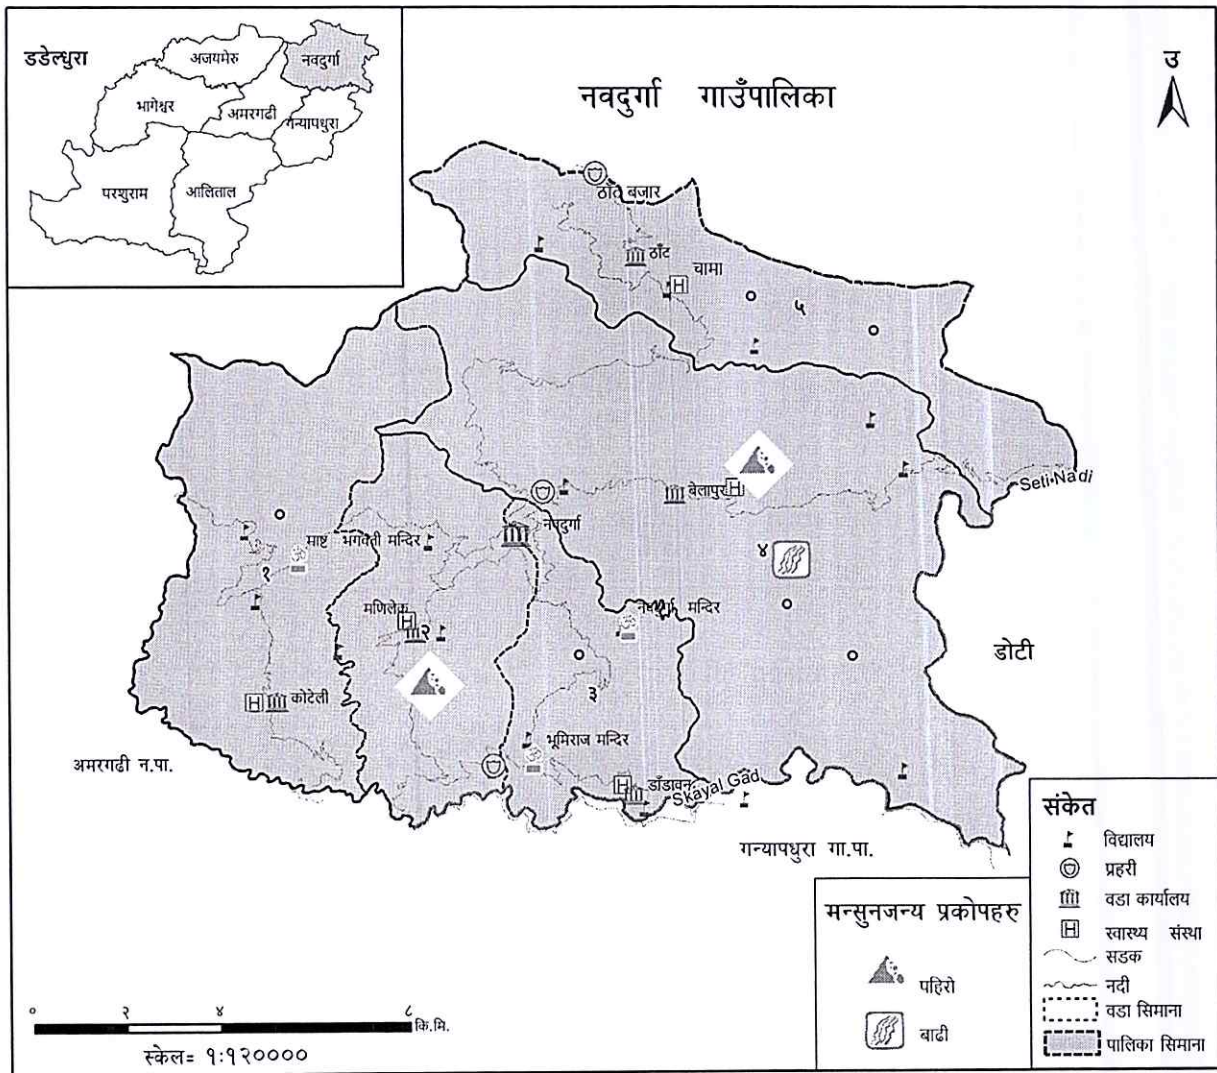 डडेल्धुरा
अजयमेरु
नवदुर्गा
भागेश्वर
अमरगढी
गन्यापधुरा
परशुराम
आलिताल
नवदुर्गा गाउँपालिका
उ
ठाँट बजार
ठाँट
चामा
५
Seti Nadi
बेलापुर
नवदुर्गा
माष्ट भगवती मन्दिर
४
१
मणिलेक
मन्दिर
२
डोटी
३
कोटेली
भूमिराज मन्दिर
अमरगढी न.पा.
डाँडावन
Skayal Gad
गन्यापधुरा गा.पा.
मन्सुनजन्य प्रकोपहरु
पहिरो
बाढी
संकेत
विद्यालय
प्रहरी
वडा कार्यालय
स्वास्थ्य संस्था
सडक
नदी
वडा सिमाना
पालिका सिमाना
० २ ४ ८
कि.मि.
स्केल= १:१२००००